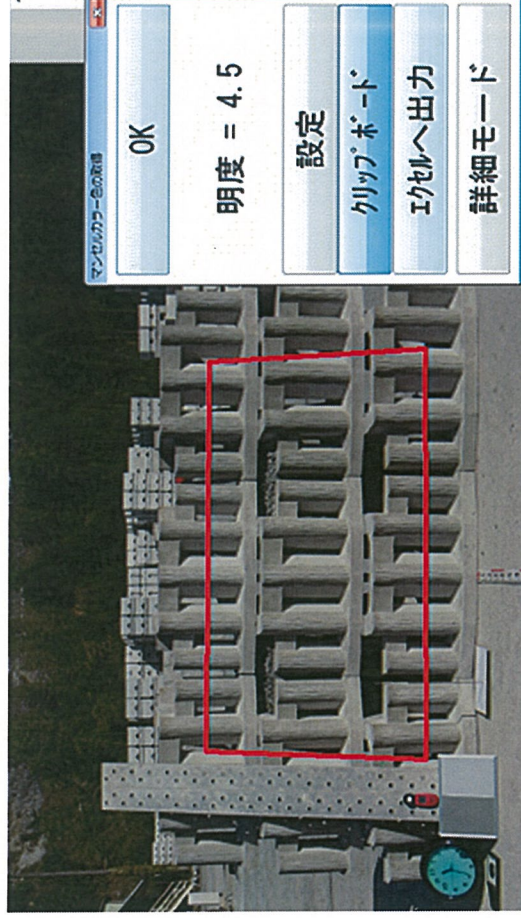 マンセルカラー色の取得
OK
明度 = 4.5
設定
クリップボード
エクセルへ出力
詳細モード